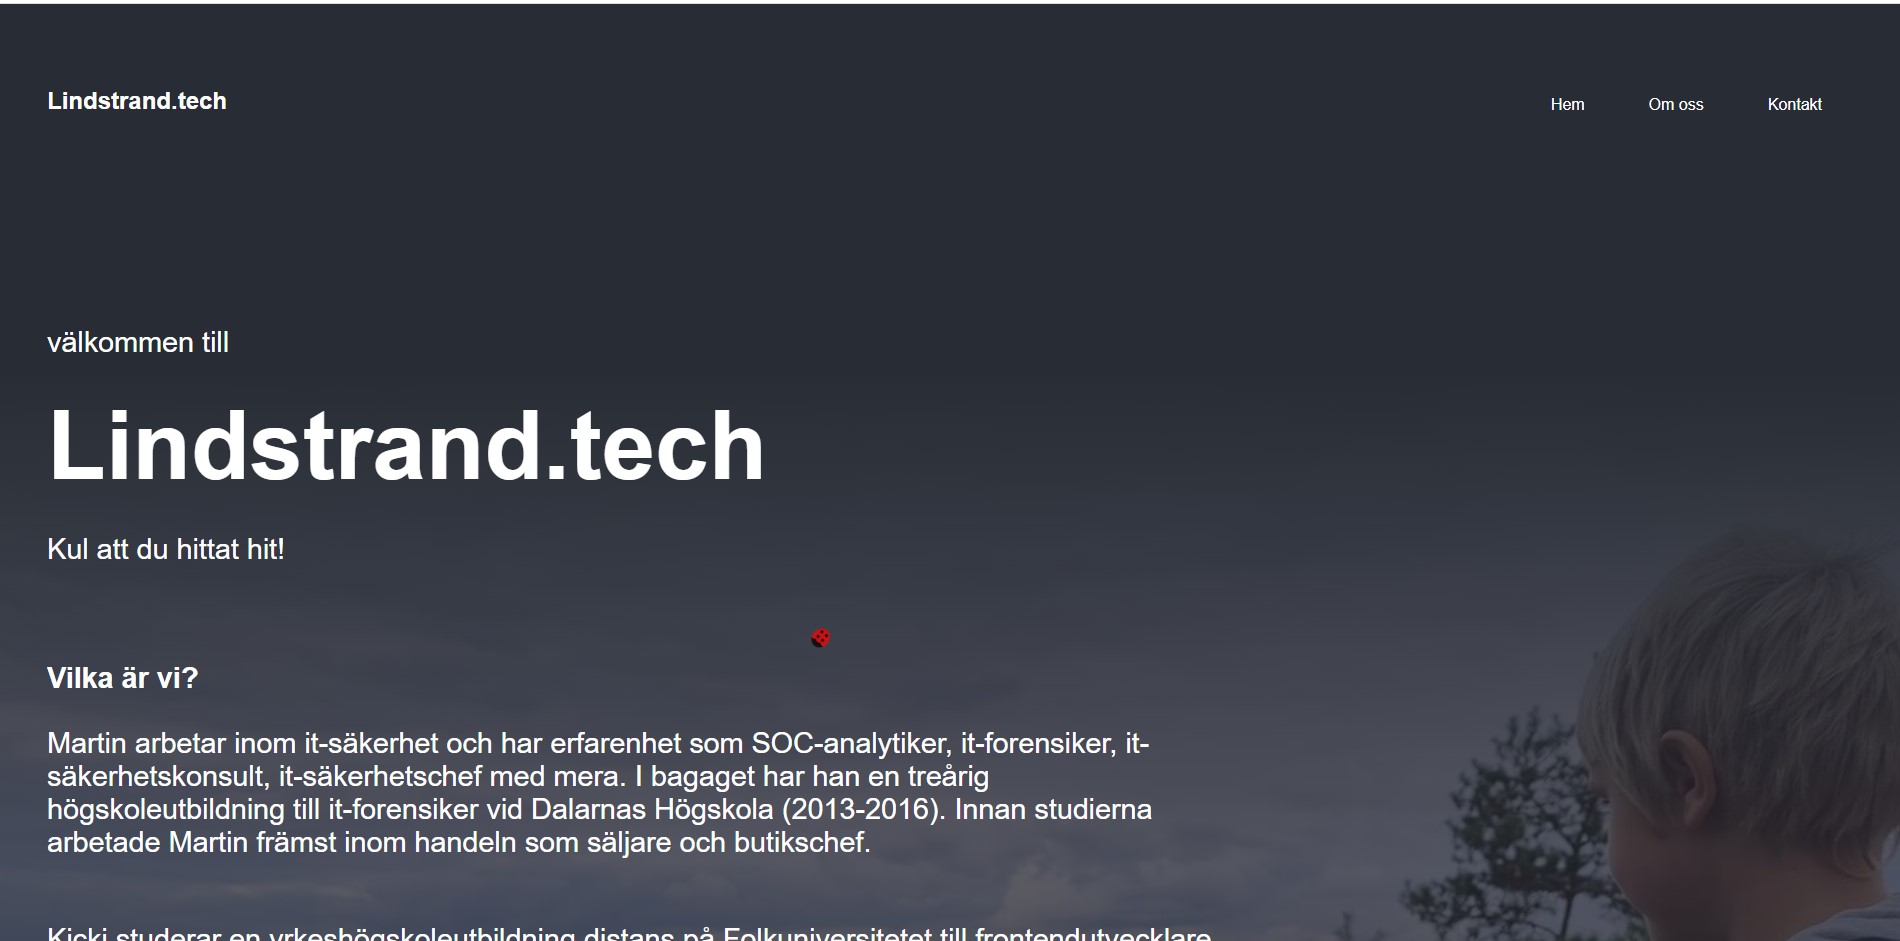 Lindstrand.tech
Hem
Om oss
Kontakt
välkommen till
Lindstrand.tech
Kul att du hittat hit!
Vilka är vi?
Martin arbetar inom it-säkerhet och har erfarenhet som SOC-analytiker, it-forensiker, it-
säkerhetskonsult, it-säkerhetschef med mera. I bagaget har han en treårig
högskoleutbildning till it-forensiker vid Dalarnas Högskola (2013-2016). Innan studierna
arbetade Martin främst inom handeln som säljare och butikschef.
Kicki studerar en yrkeshögskoleutbildning distans på Folkuniversitetet till frontendutvecklare